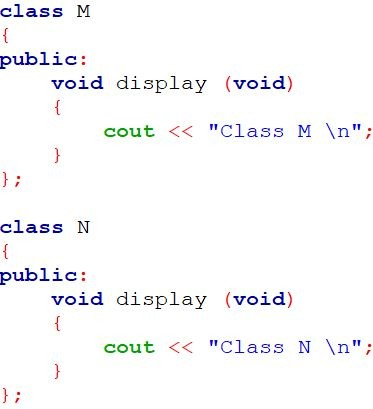 class M
{
public:
    void display (void)
    {
        cout << "Class M \n";
    }
};

class N
{
public:
    void display (void)
    {
        cout << "Class N \n";
    }
};